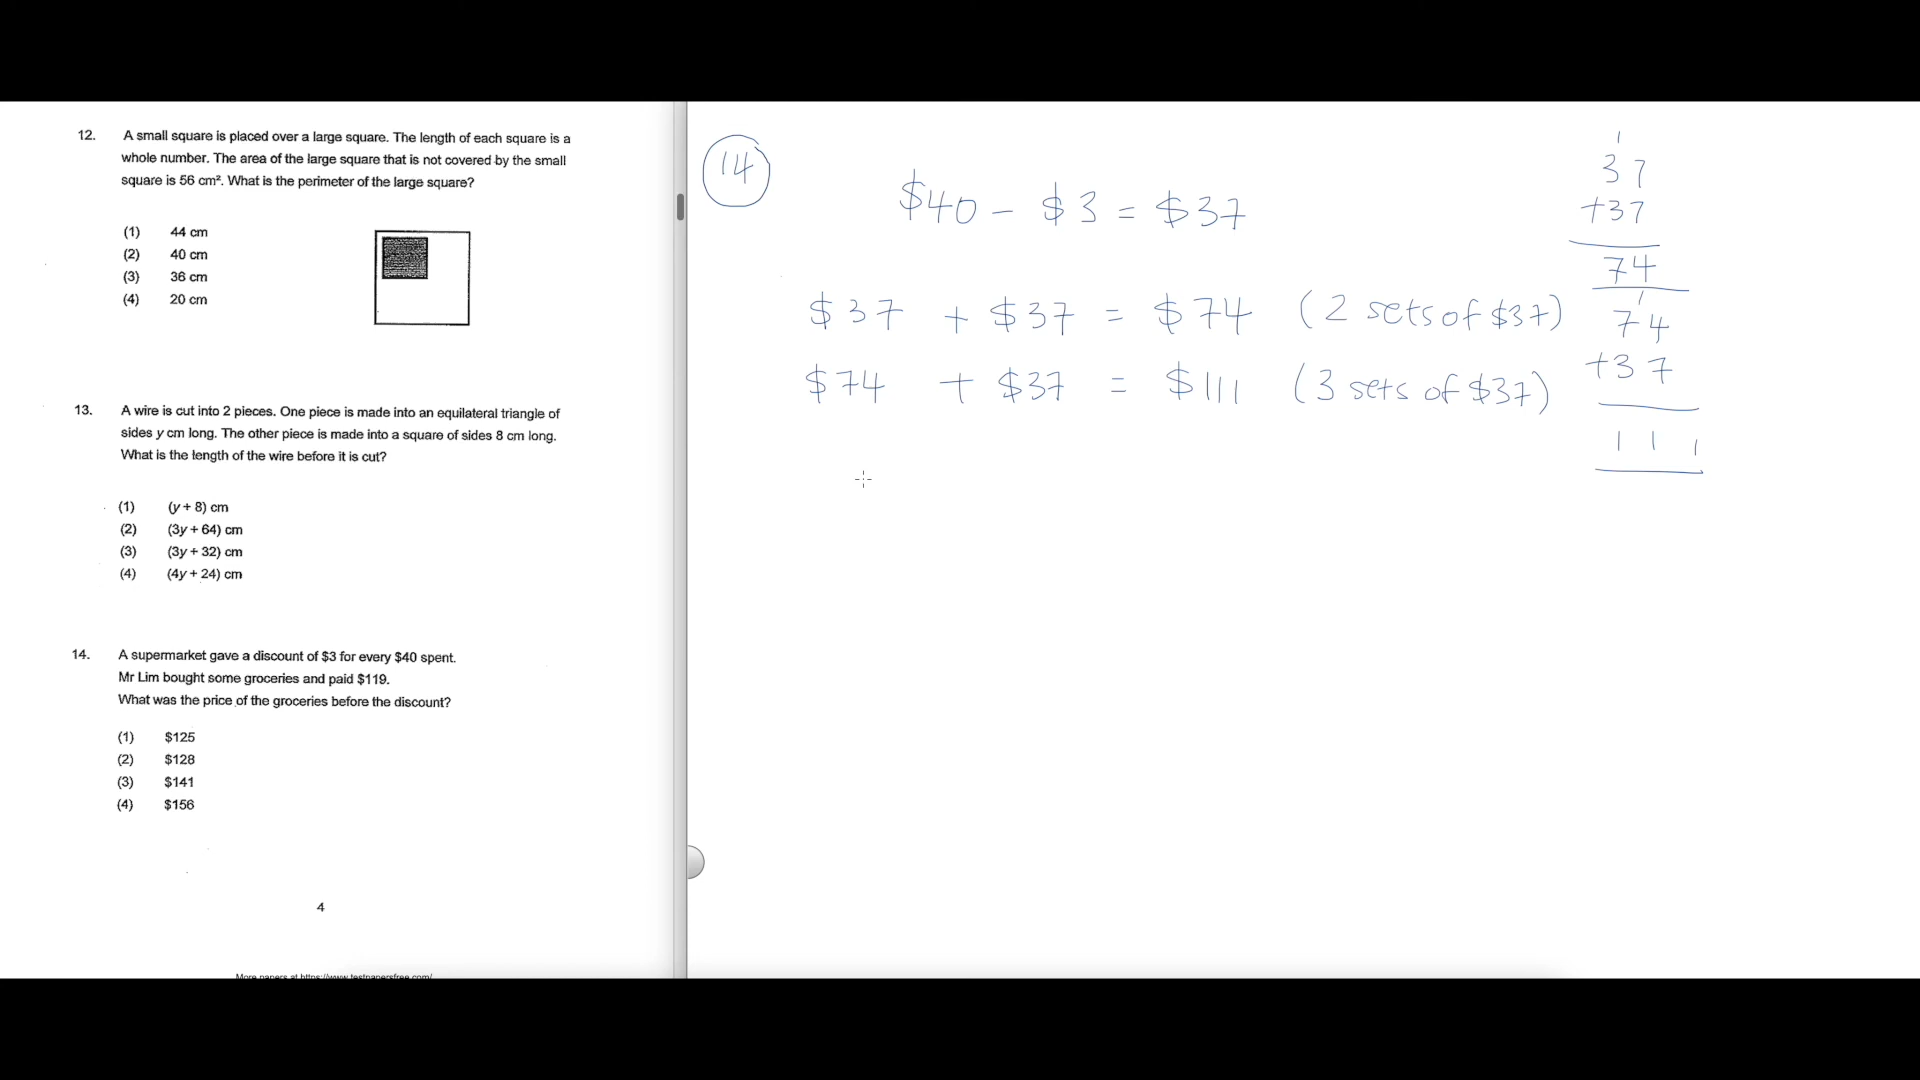 12. A small square is placed over a large square. The length of each square is a
whole number. The area of the large square that is not covered by the small
square is 56 cm². What is the perimeter of the large square?
(1) 44 cm
(2) 40 cm
(3) 36 cm
(4) 20 cm
13. A wire is cut into 2 pieces. One piece is made into an equilateral triangle of
sides y cm long. The other piece is made into a square of sides 8 cm long.
What is the length of the wire before it is cut?
(1) (y + 8) cm
(2) (3y + 64) cm
(3) (3y + 32) cm
(4) (4y + 24) cm
14. A supermarket gave a discount of $3 for every $40 spent.
Mr Lim bought some groceries and paid $119.
What was the price of the groceries before the discount?
(1) $125
(2) $128
(3) $141
(4) $156
4
More papers at https://www.testpapersfree.com/
14
$40 - $3 = $37
$37 + $37 = $74 (2 sets of $37)
$74 + $37 = $111 (3 sets of $37)
1
37
+37
74
1
74
+37
111